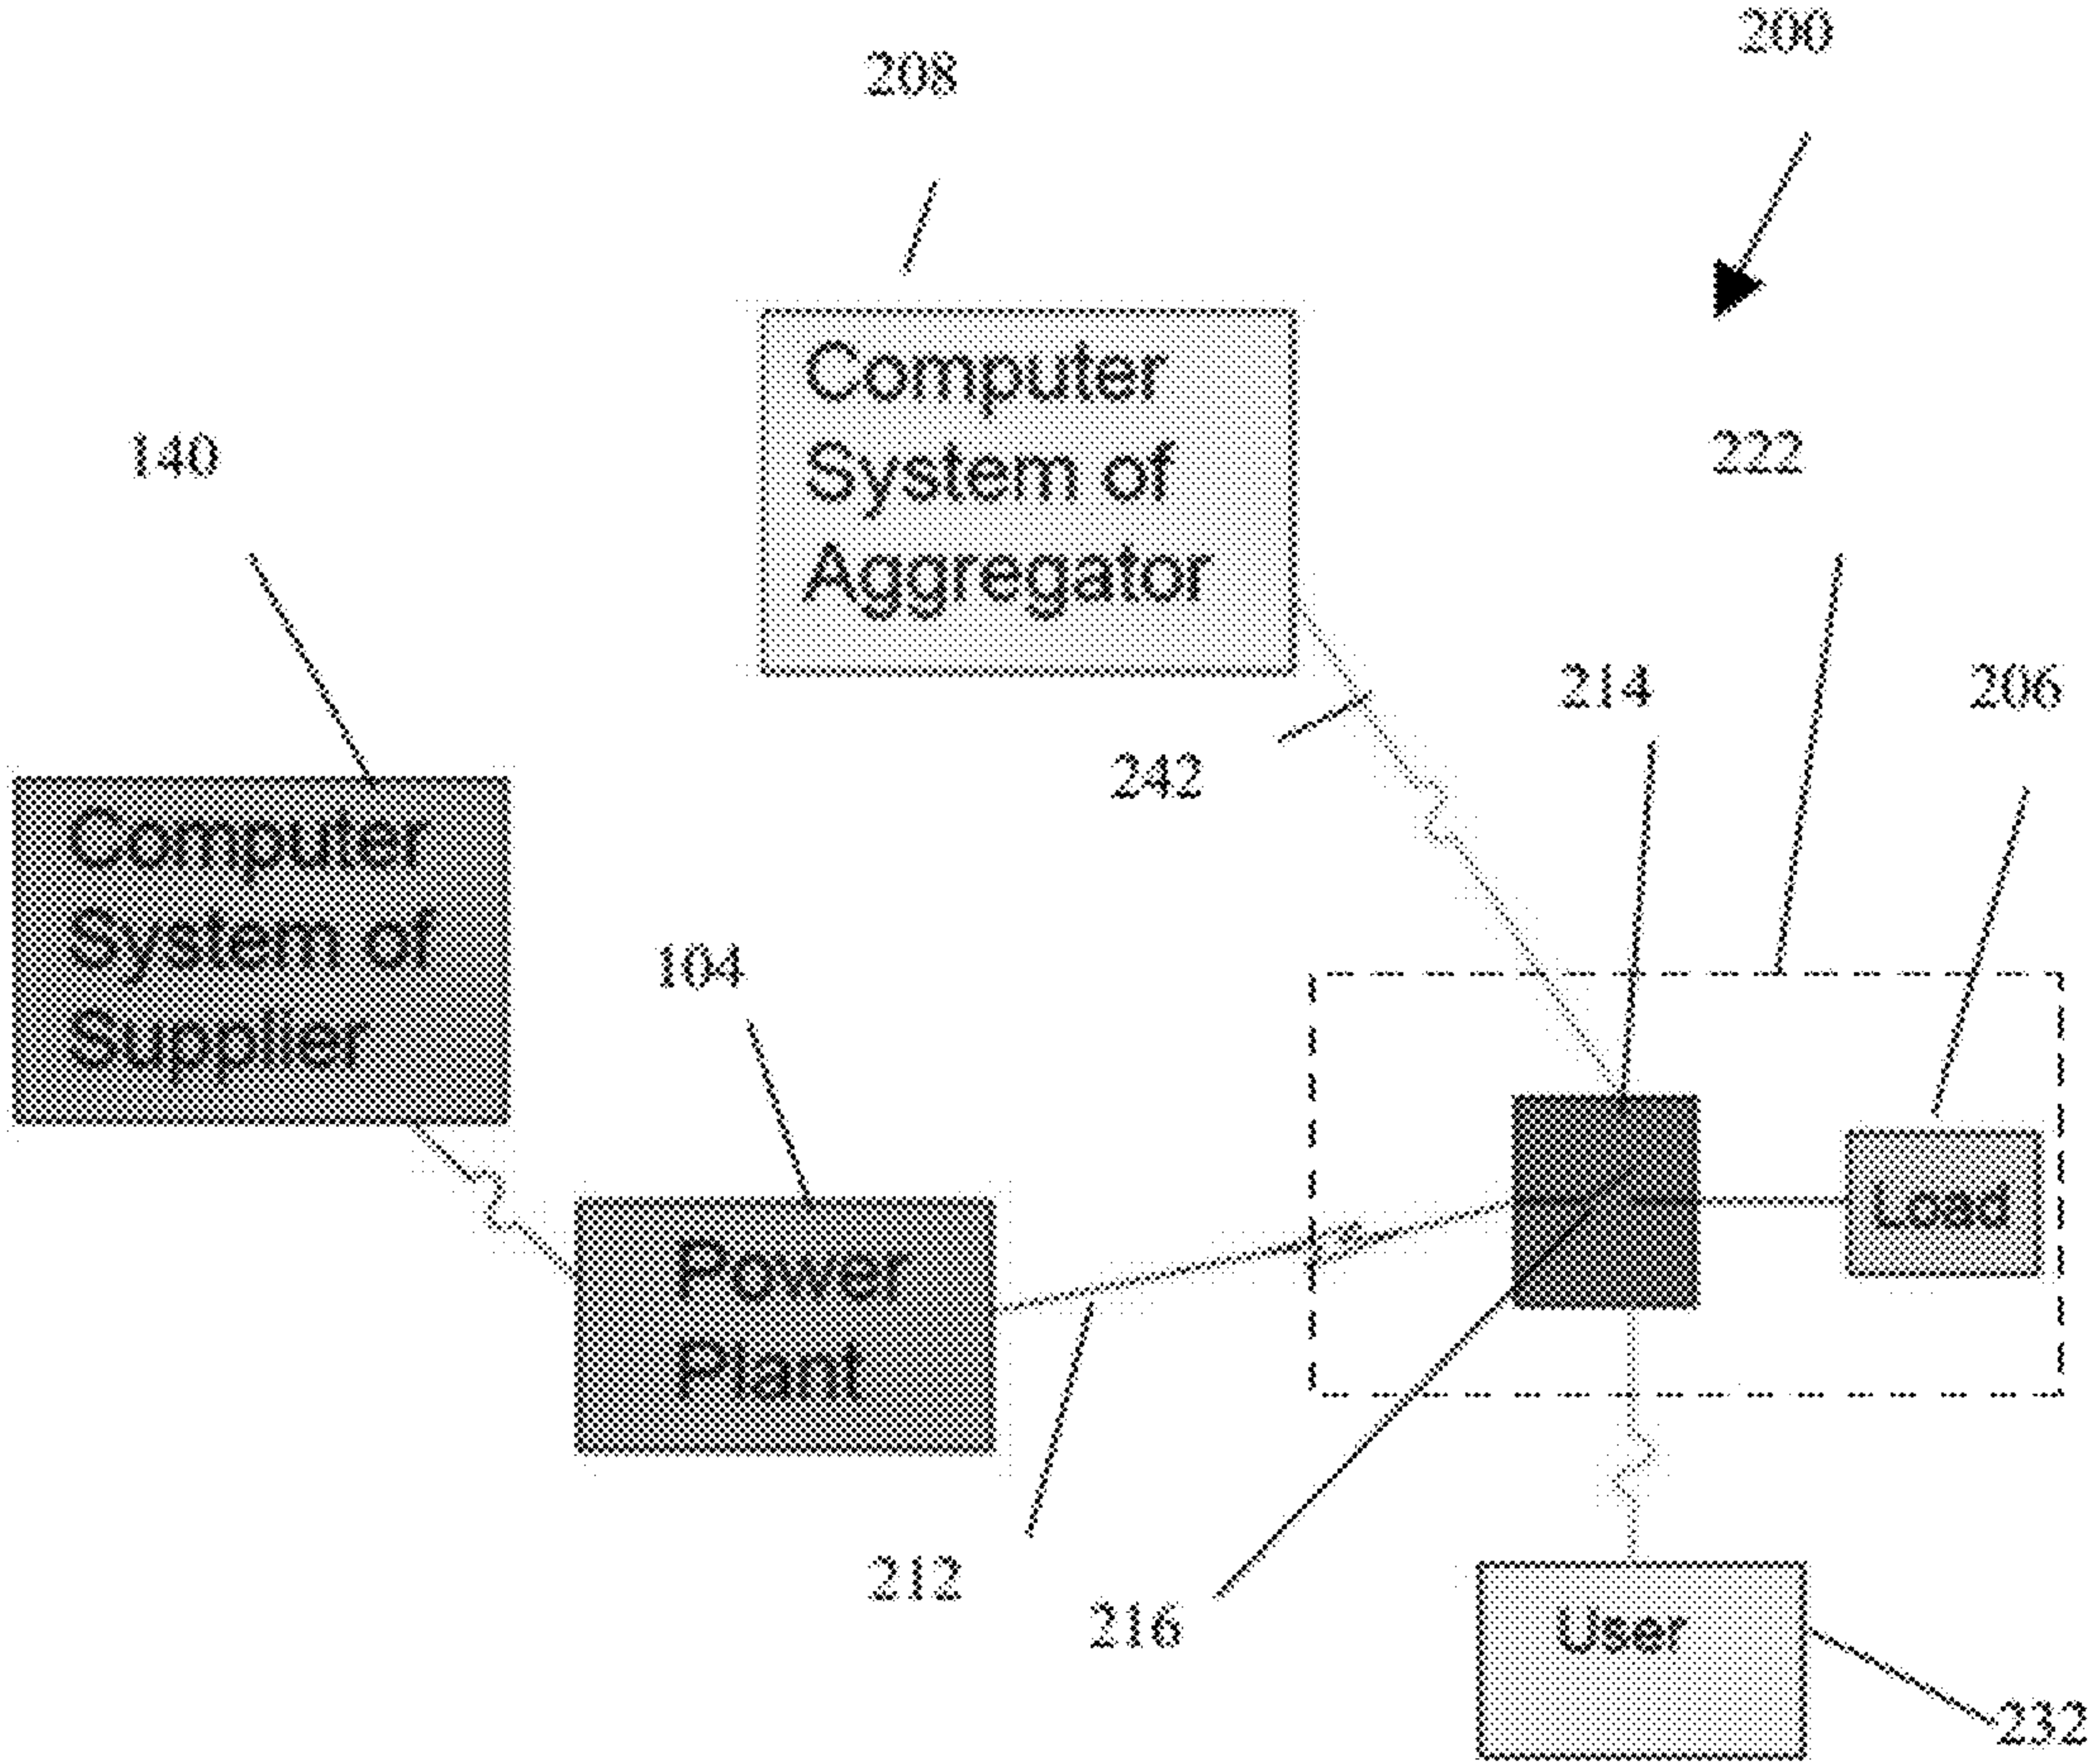 200
208
Computer
System of
Aggregator
222
140
214
206
242
Computer
System of
Supplier
104
Power
Plant
Load
212
216
User
232